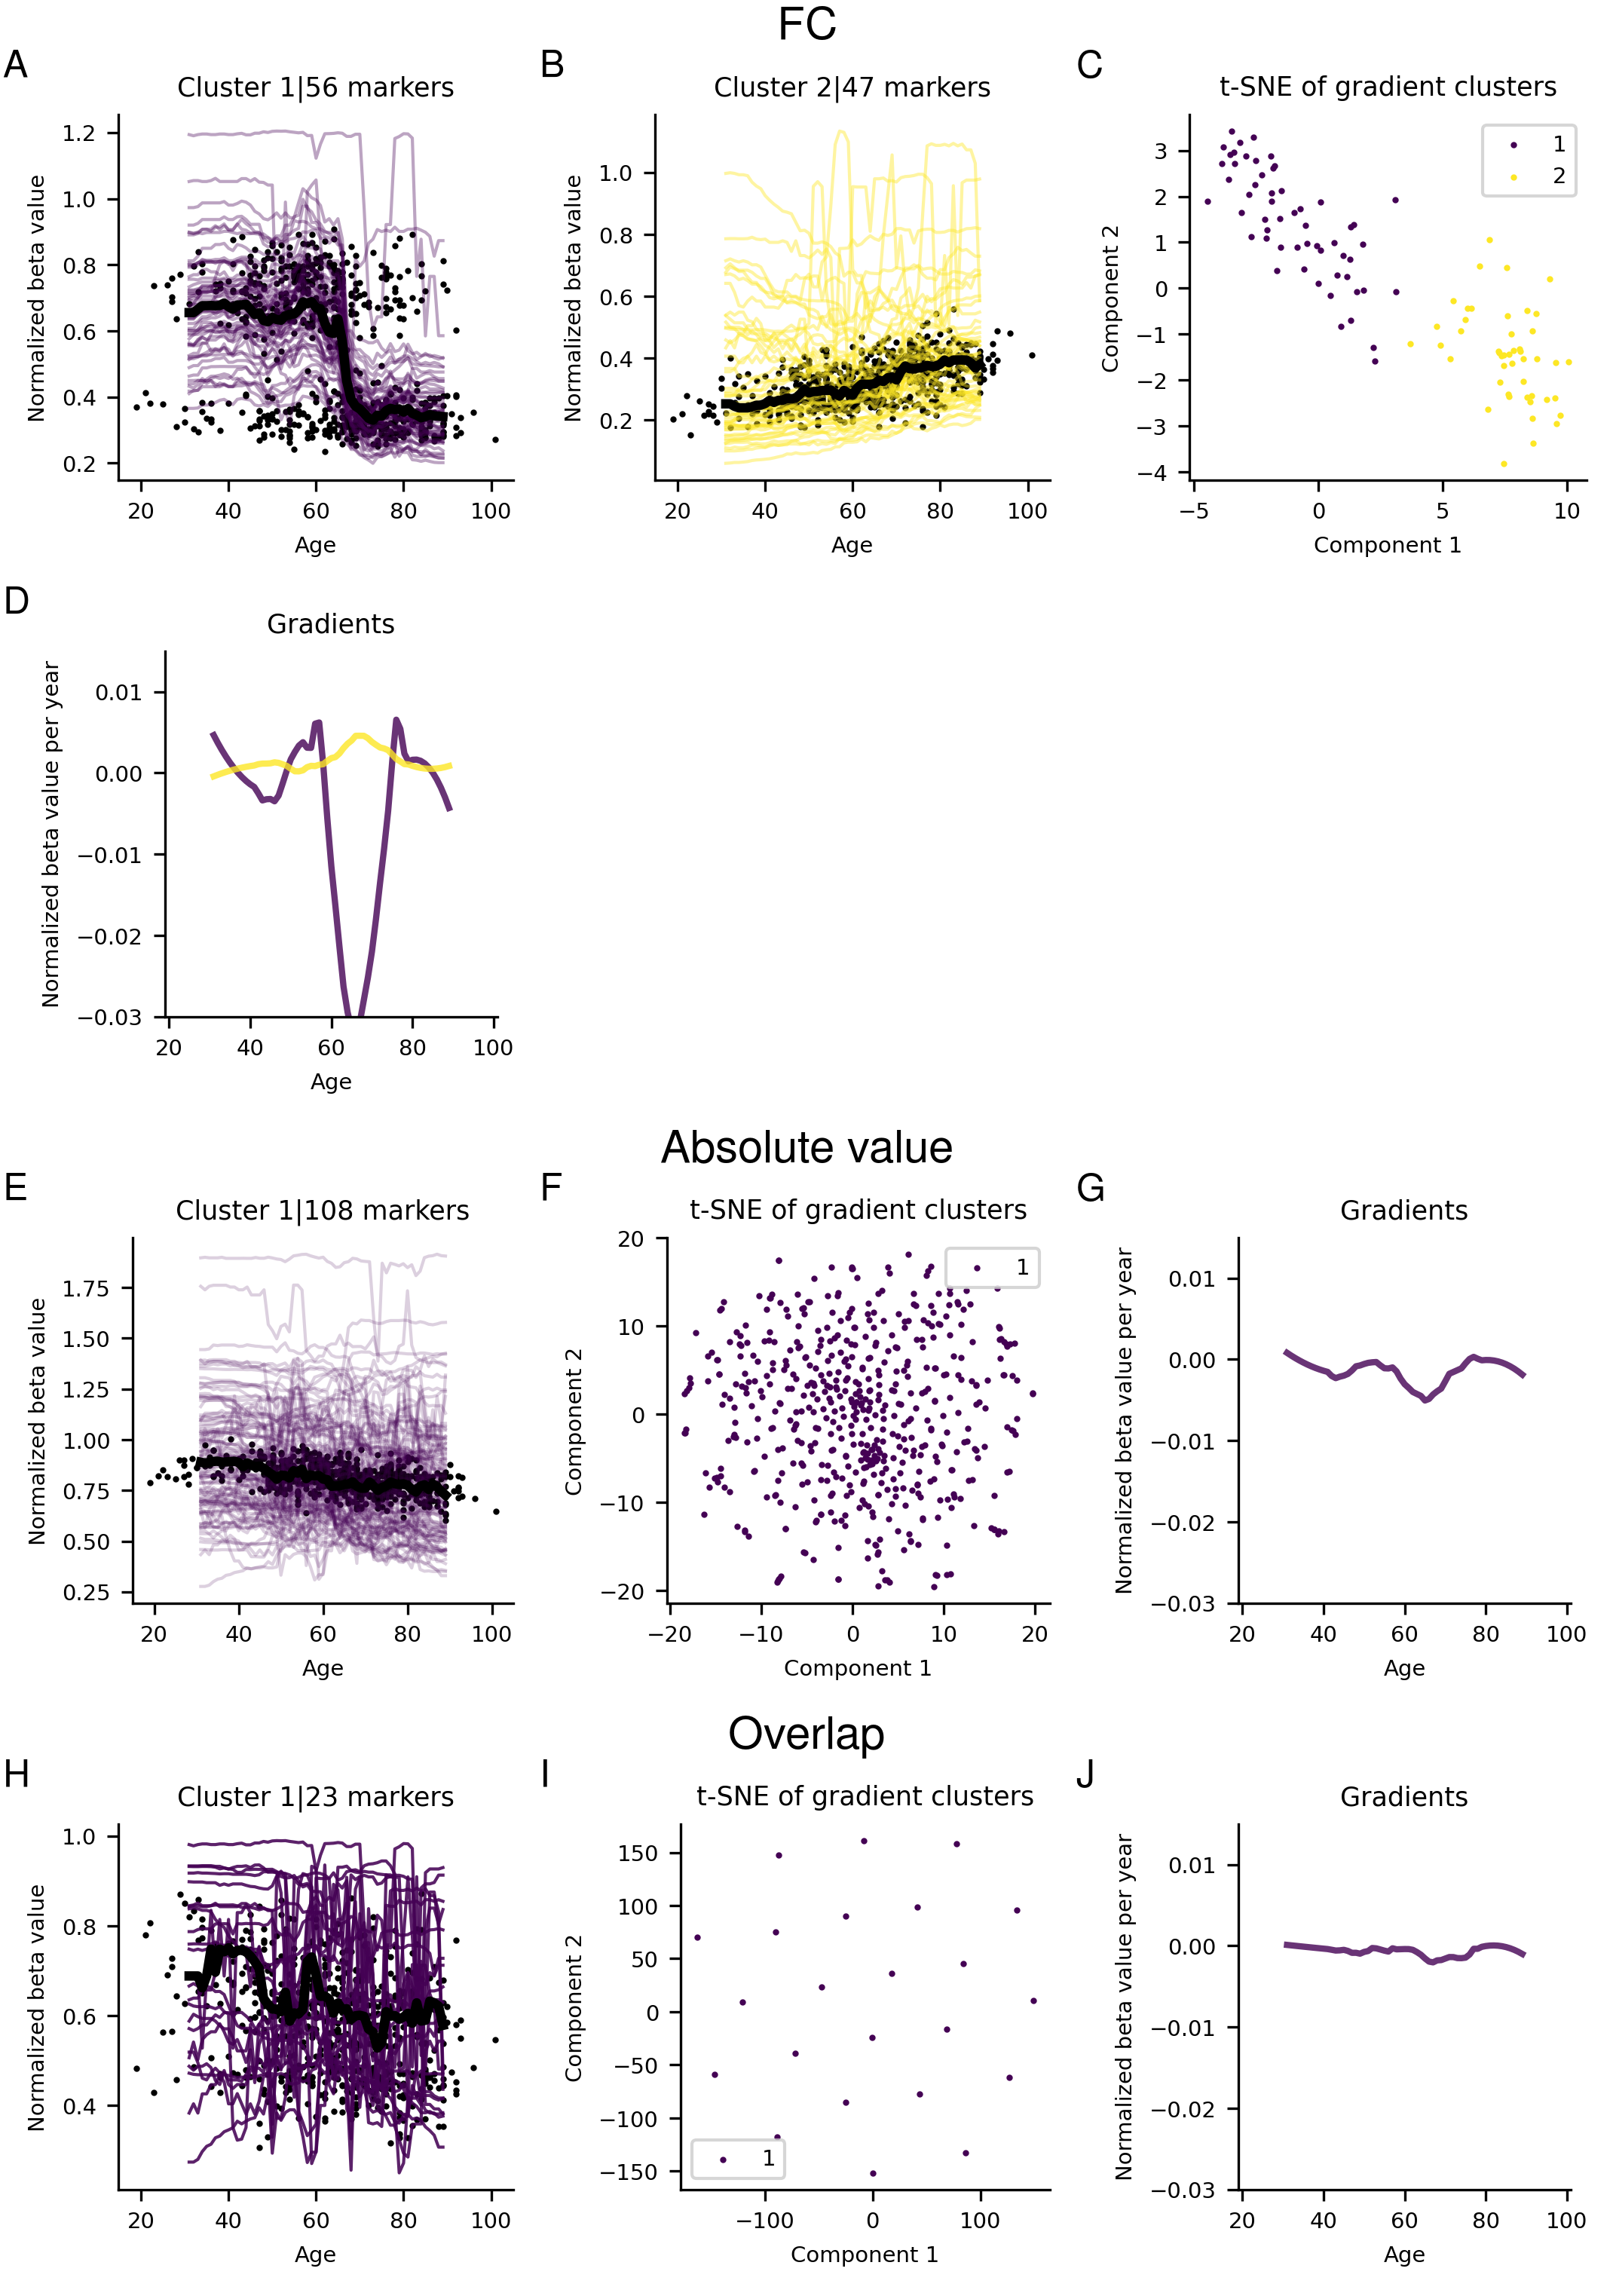 FC
A
Cluster 1|56 markers
Normalized beta value
1.2
1.0
0.8
0.6
0.4
0.2
20 40 60 80 100
Age
B
Cluster 2|47 markers
Normalized beta value
1.0
0.8
0.6
0.4
0.2
20 40 60 80 100
Age
C
t-SNE of gradient clusters
1
2
Component 2
3
2
1
0
−1
−2
−3
−4
−5 0 5 10
Component 1
D
Gradients
Normalized beta value per year
0.01
0.00
−0.01
−0.02
−0.03
20 40 60 80 100
Age
Absolute value
E
Cluster 1|108 markers
Normalized beta value
1.75
1.50
1.25
1.00
0.75
0.50
0.25
20 40 60 80 100
Age
F
t-SNE of gradient clusters
1
Component 2
20
10
0
−10
−20
−20 −10 0 10 20
Component 1
G
Gradients
Normalized beta value per year
0.01
0.00
−0.01
−0.02
−0.03
20 40 60 80 100
Age
Overlap
H
Cluster 1|23 markers
Normalized beta value
1.0
0.8
0.6
0.4
20 40 60 80 100
Age
I
t-SNE of gradient clusters
Component 2
150
100
50
0
−50
−100
−150
1
−100 0 100
Component 1
J
Gradients
Normalized beta value per year
0.01
0.00
−0.01
−0.02
−0.03
20 40 60 80 100
Age